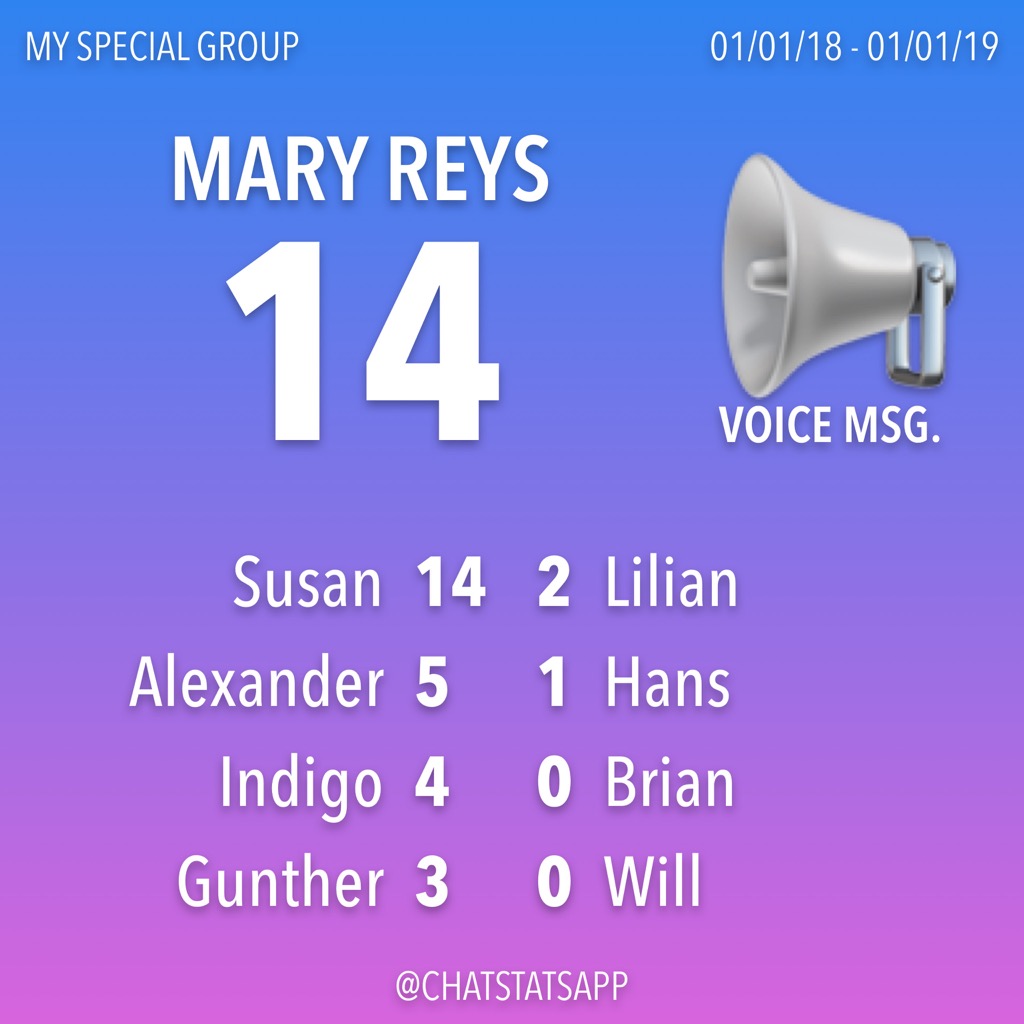 MY SPECIAL GROUP
01/01/18 - 01/01/19
MARY REYS
14
VOICE MSG.
Susan 14 2 Lilian
Alexander 5 1 Hans
Indigo 4 0 Brian
Gunther 3 0 Will
@CHATSTATSAPP